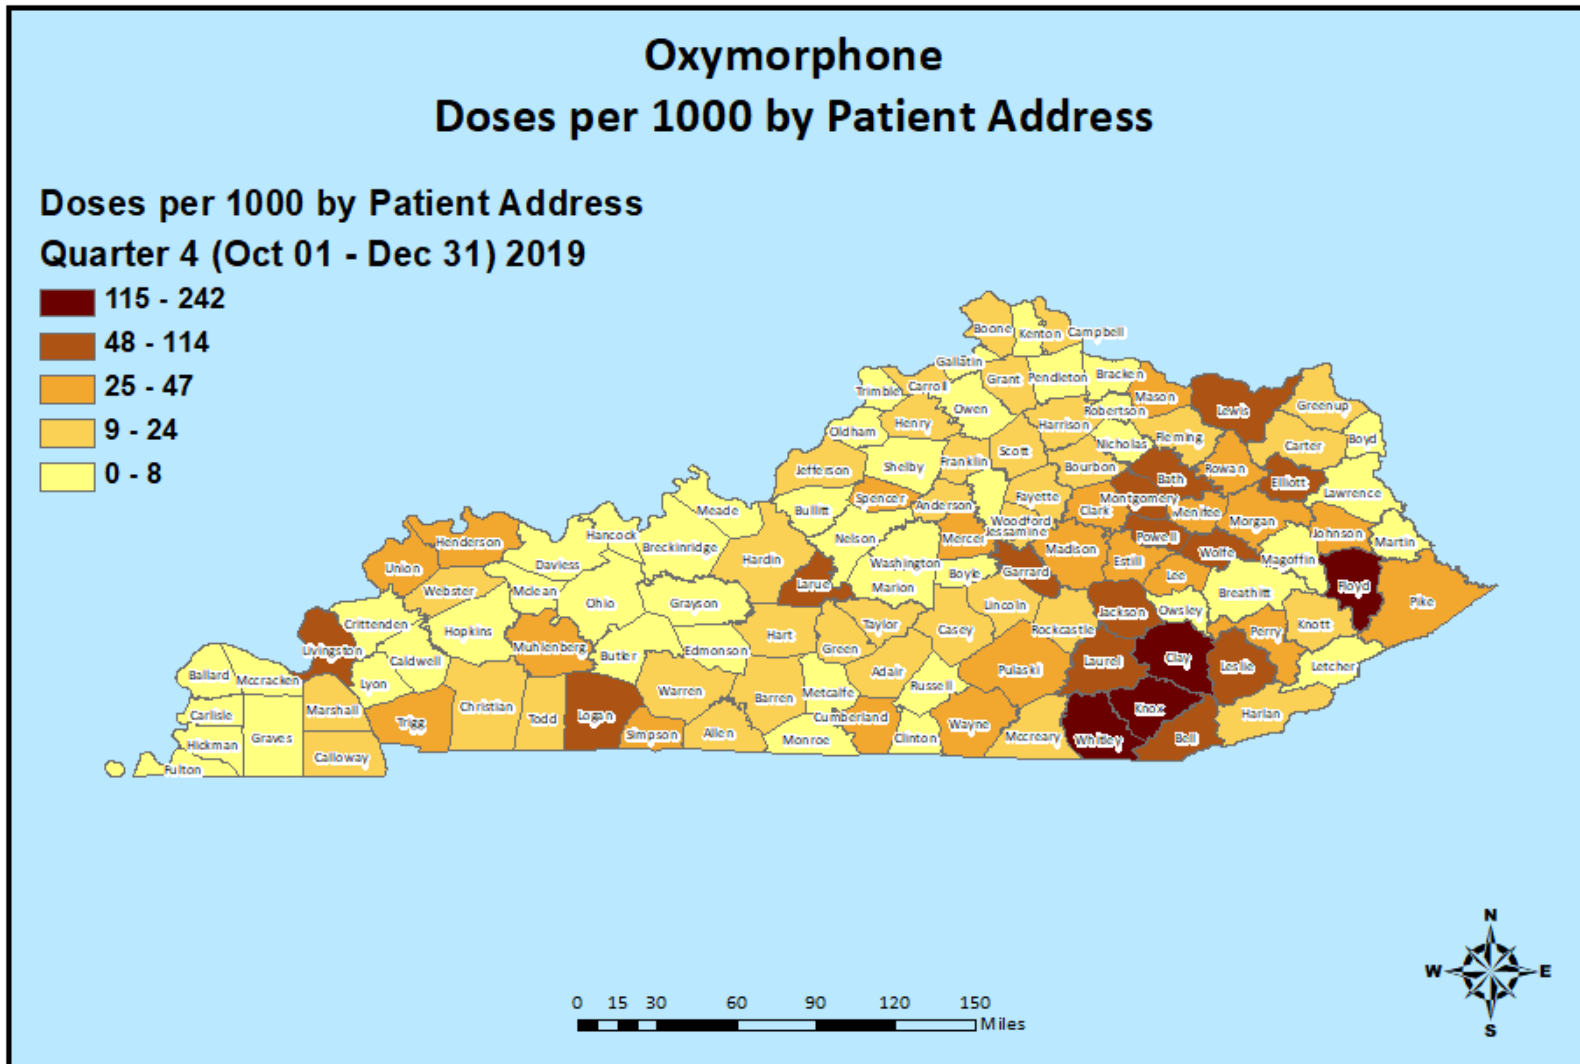 Oxymorphone
Doses per 1000 by Patient Address
Doses per 1000 by Patient Address
Quarter 4 (Oct 01 - Dec 31) 2019
115 - 242
48 - 114
25 - 47
9 - 24
0 - 8
Boone
Kenton
Campbell
Gallatin
Trimble
Carroll
Grant
Pendleton
Bracken
Mason
Lewis
Greenup
Owen
Robertson
Oldham
Henry
Harrison
Nicholas
Fleming
Carter
Boyd
Jefferson
Shelby
Franklin
Scott
Bourbon
Bath
Rowan
Elliott
Lawrence
Meade
Bullitt
Spencer
Anderson
Woodford
Fayette
Clark
Montgomery
Menifee
Morgan
Johnson
Martin
Henderson
Hancock
Breckinridge
Hardin
Nelson
Washington
Mercer
Jessamine
Madison
Powell
Wolfe
Magoffin
Union
Daviess
Larue
Marion
Boyle
Garrard
Estill
Lee
Breathitt
Floyd
Pike
Webster
Mclean
Ohio
Grayson
Lincoln
Jackson
Owsley
Crittenden
Hopkins
Muhlenberg
Hart
Taylor
Casey
Rockcastle
Perry
Knott
Livingston
Caldwell
Butler
Edmonson
Green
Adair
Pulaski
Laurel
Clay
Leslie
Letcher
Ballard
Mccracken
Lyon
Warren
Barren
Metcalfe
Russell
Carlisle
Marshall
Trigg
Christian
Todd
Logan
Simpson
Allen
Cumberland
Wayne
Knox
Harlan
Hickman
Graves
Monroe
Clinton
Mccreary
Whitley
Bell
Fulton
Calloway
N
W
E
S
0 15 30 60 90 120 150
Miles